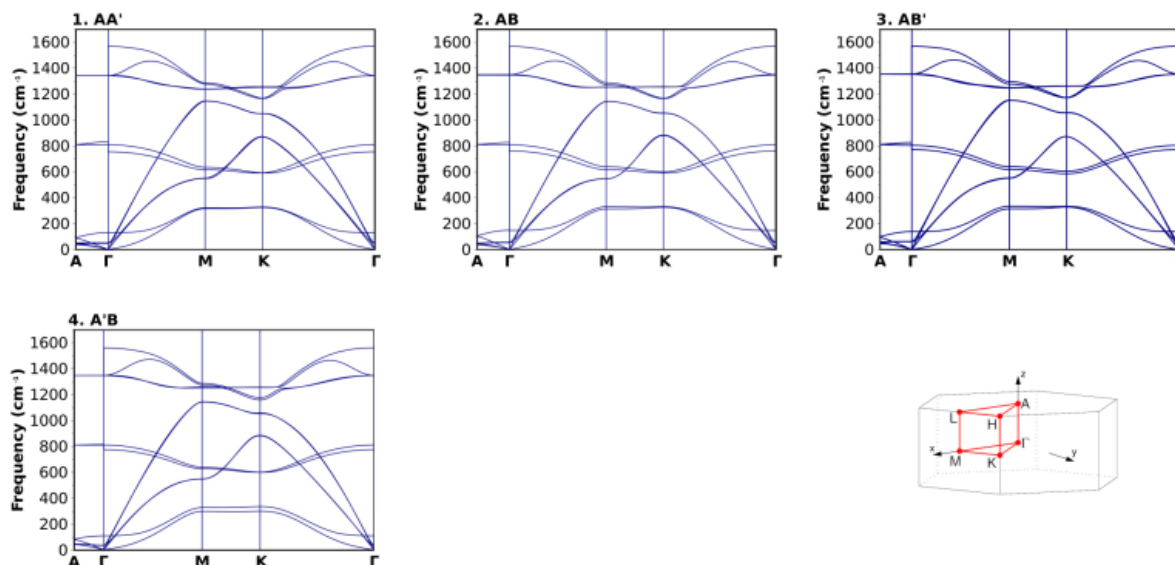 1. AA'
2. AB
3. AB'
Frequency (cm⁻¹)
1600
1400
1200
1000
800
600
400
200
0
A Γ M K Γ
Frequency (cm⁻¹)
1600
1400
1200
1000
800
600
400
200
0
A Γ M K Γ
Frequency (cm⁻¹)
1600
1400
1200
1000
800
600
400
200
0
A Γ M K
4. A'B
Frequency (cm⁻¹)
1600
1400
1200
1000
800
600
400
200
0
A Γ M K Γ
z
A
L
H
Γ
x
y
M
K